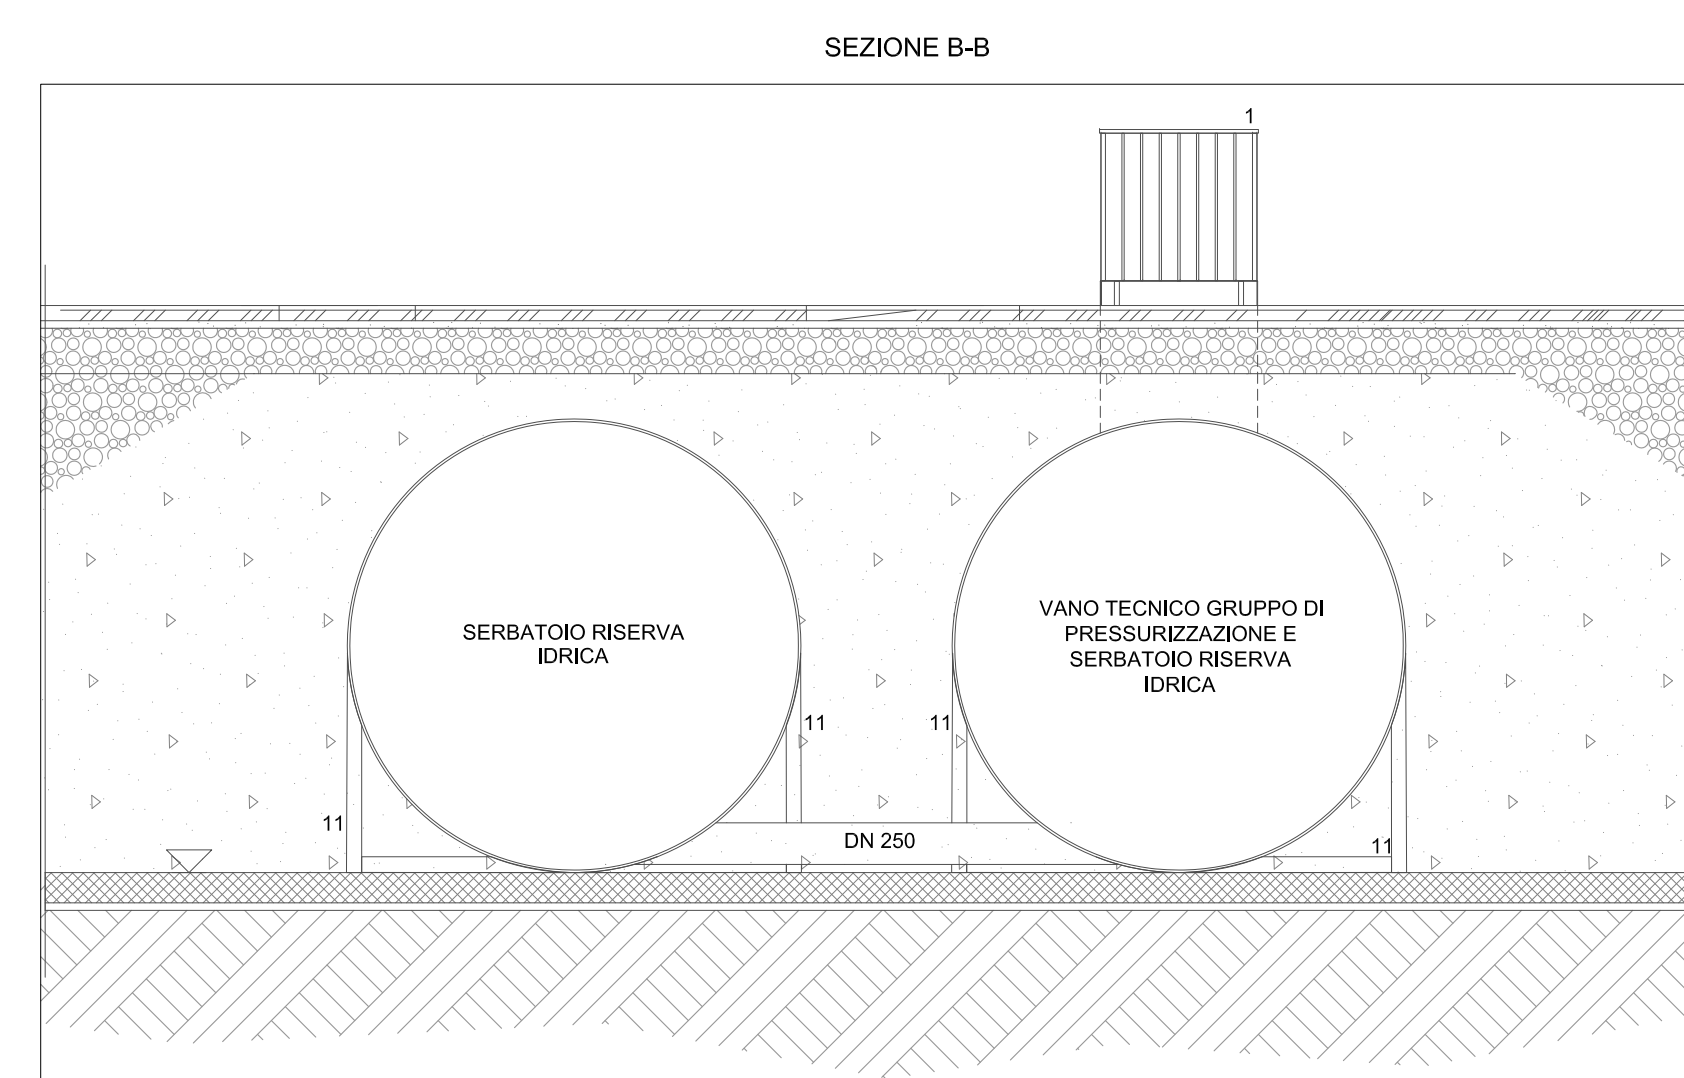 SEZIONE B-B
1
SERBATOIO RISERVA
IDRICA
VANO TECNICO GRUPPO DI
PRESSURIZZAZIONE E
SERBATOIO RISERVA
IDRICA
11
11
11
DN 250
11